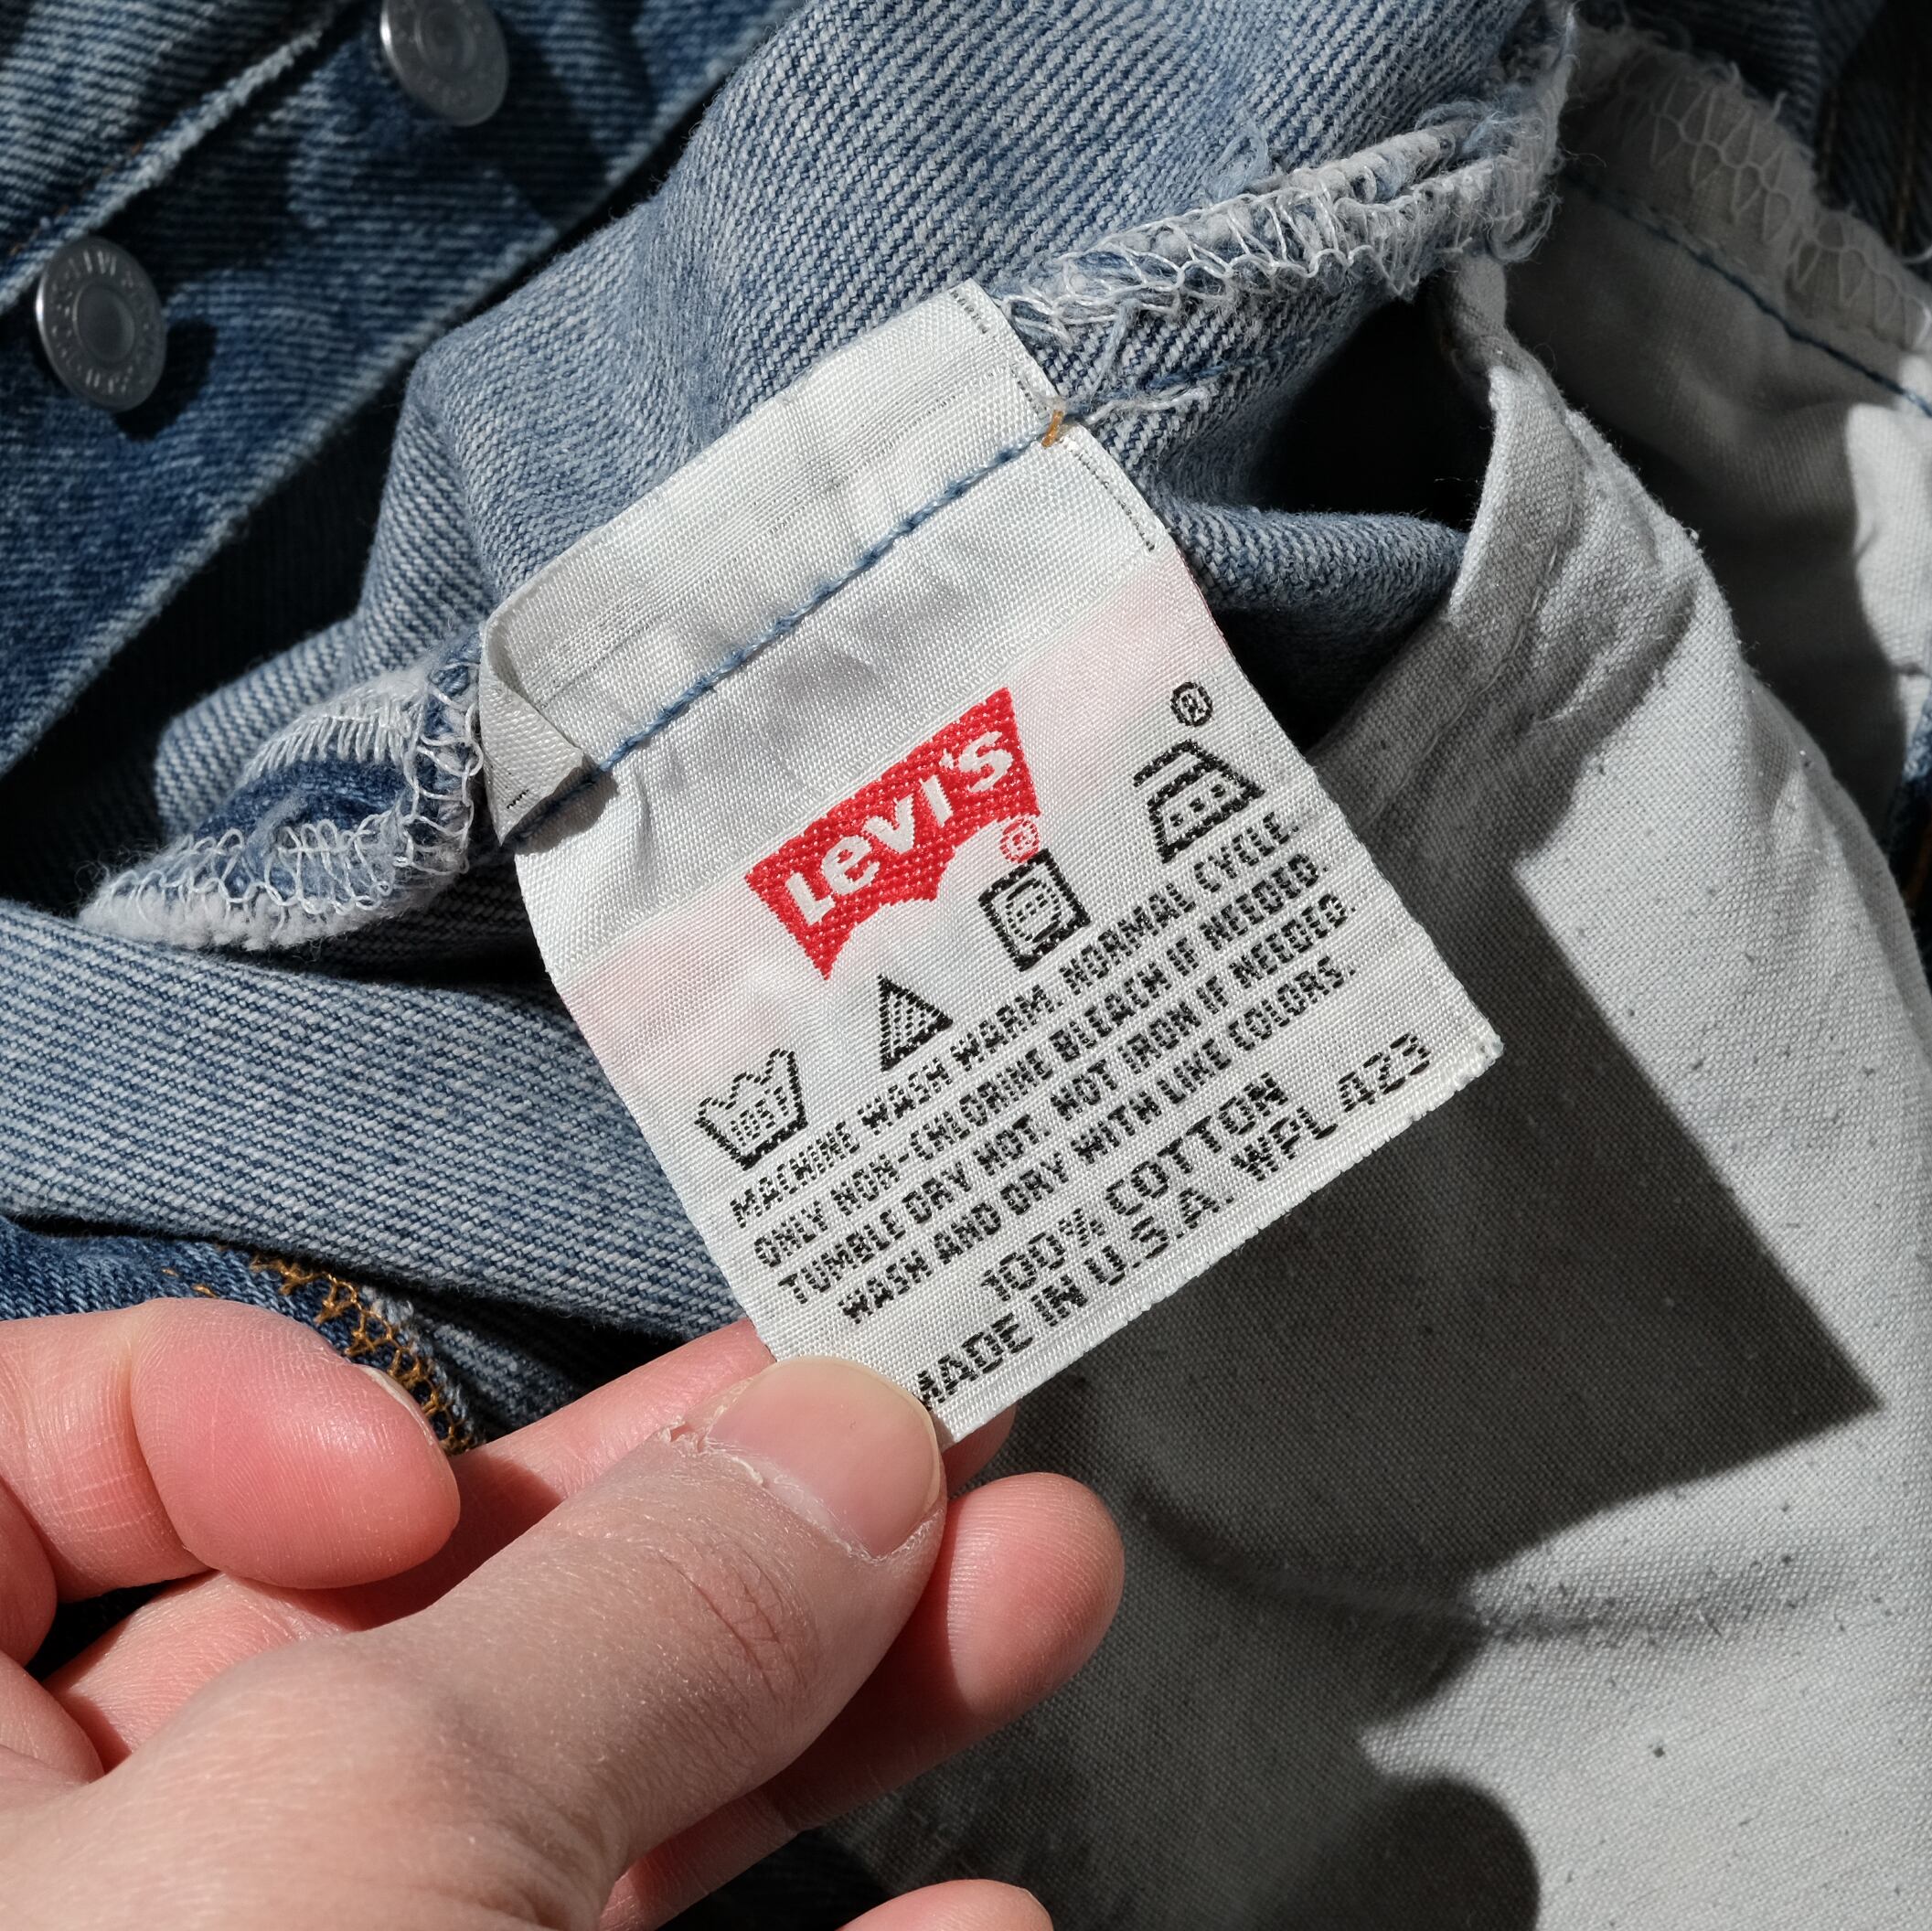 Levi's®
®
105F
MACHINE WASH WARM. NORMAL CYCLE.
ONLY NON-CHLORINE BLEACH IF NEEDED.
TUMBLE DRY HOT. HOT IRON IF NEEDED.
WASH AND DRY WITH LIKE COLORS.
100% COTTON
MADE IN U.S.A. WPL 423